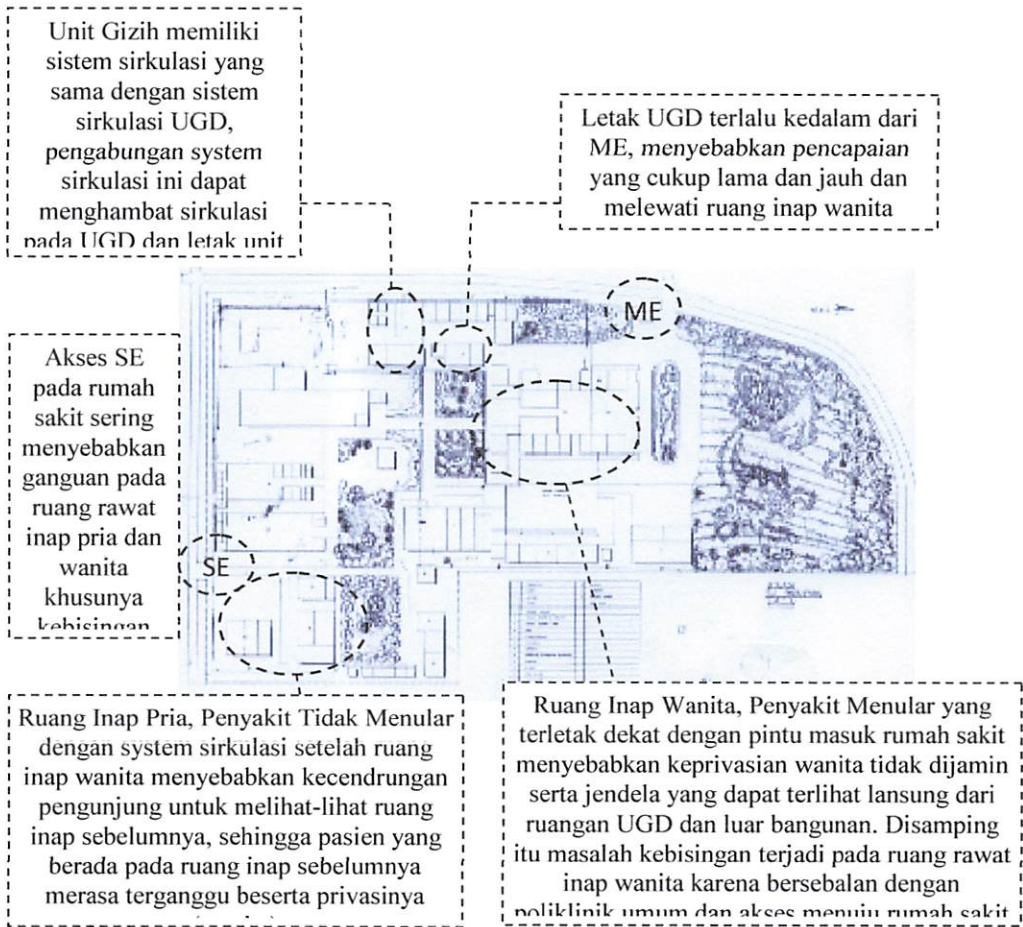 Unit Gizih memiliki
sistem sirkulasi yang
sama dengan sistem
sirkulasi UGD,
pengabungan system
sirkulasi ini dapat
menghambat sirkulasi
pada UGD dan letak unit
Letak UGD terlalu kedalam dari
ME, menyebabkan pencapaian
yang cukup lama dan jauh dan
melewati ruang inap wanita
ME
Akses SE
pada rumah
sakit sering
menyebabkan
ganguan pada
ruang rawat
inap pria dan
wanita
khusunya
kebisingan
SE
Ruang Inap Pria, Penyakit Tidak Menular
dengan system sirkulasi setelah ruang
inap wanita menyebabkan kecendrungan
pengunjung untuk melihat-lihat ruang
inap sebelumnya, sehingga pasien yang
berada pada ruang inap sebelumnya
merasa terganggu beserta privasinya
Ruang Inap Wanita, Penyakit Menular yang
terletak dekat dengan pintu masuk rumah sakit
menyebabkan keprivasian wanita tidak dijamin
serta jendela yang dapat terlihat lansung dari
ruangan UGD dan luar bangunan. Disamping
itu masalah kebisingan terjadi pada ruang rawat
inap wanita karena bersebalan dengan
poliklinik umum dan akses menuju rumah sakit